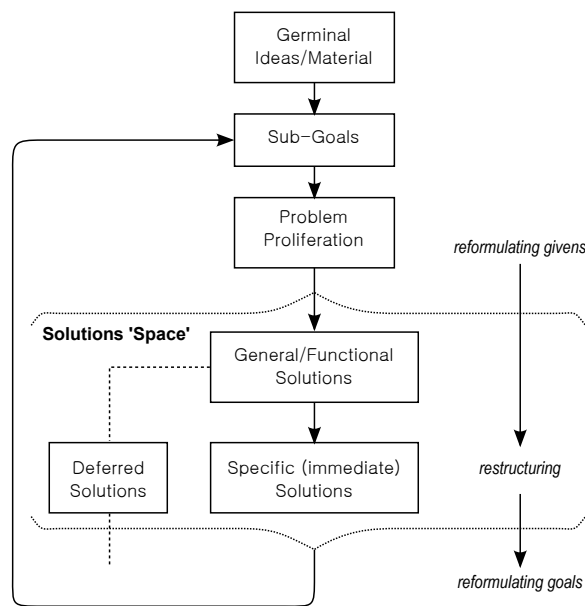 Germinal
Ideas/Material
Sub-Goals
Problem
Proliferation
reformulating givens
Solutions 'Space'
General/Functional
Solutions
Deferred
Solutions
Specific (immediate)
Solutions
restructuring
reformulating goals